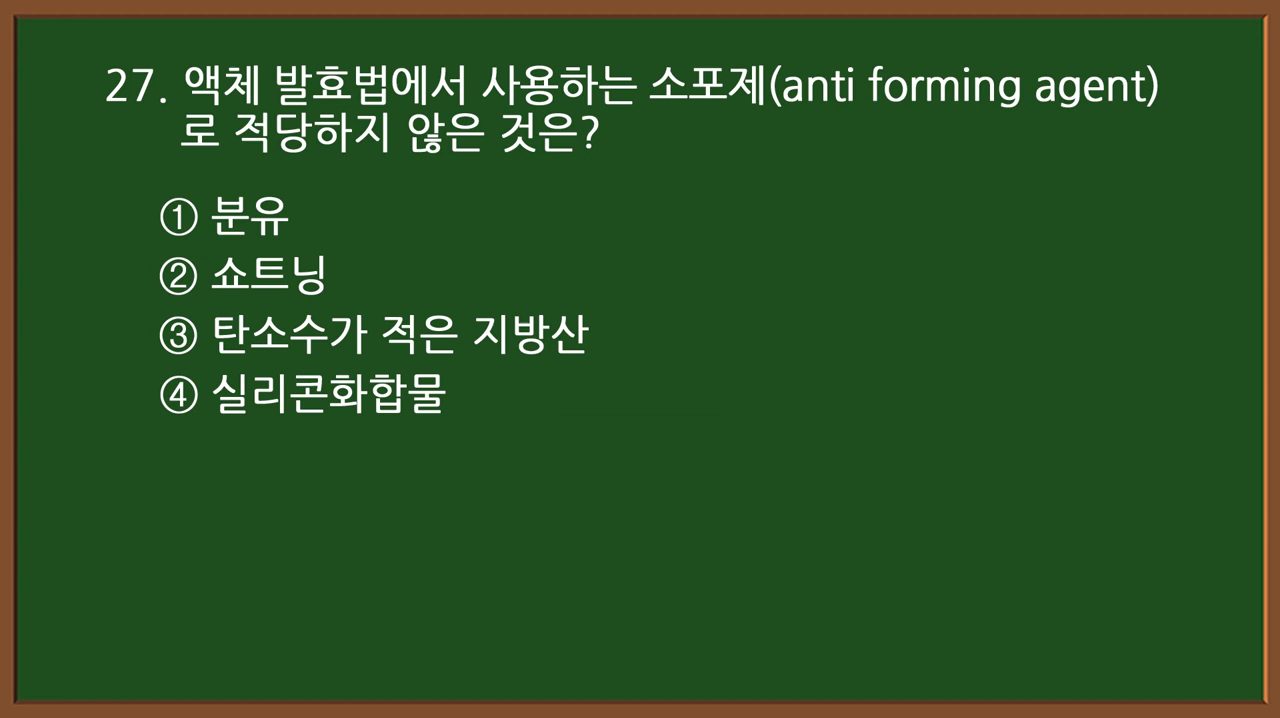 27. 액체 발효법에서 사용하는 소포제(anti forming agent)
로 적당하지 않은 것은?
① 분유
② 쇼트닝
③ 탄소수가 적은 지방산
④ 실리콘화합물